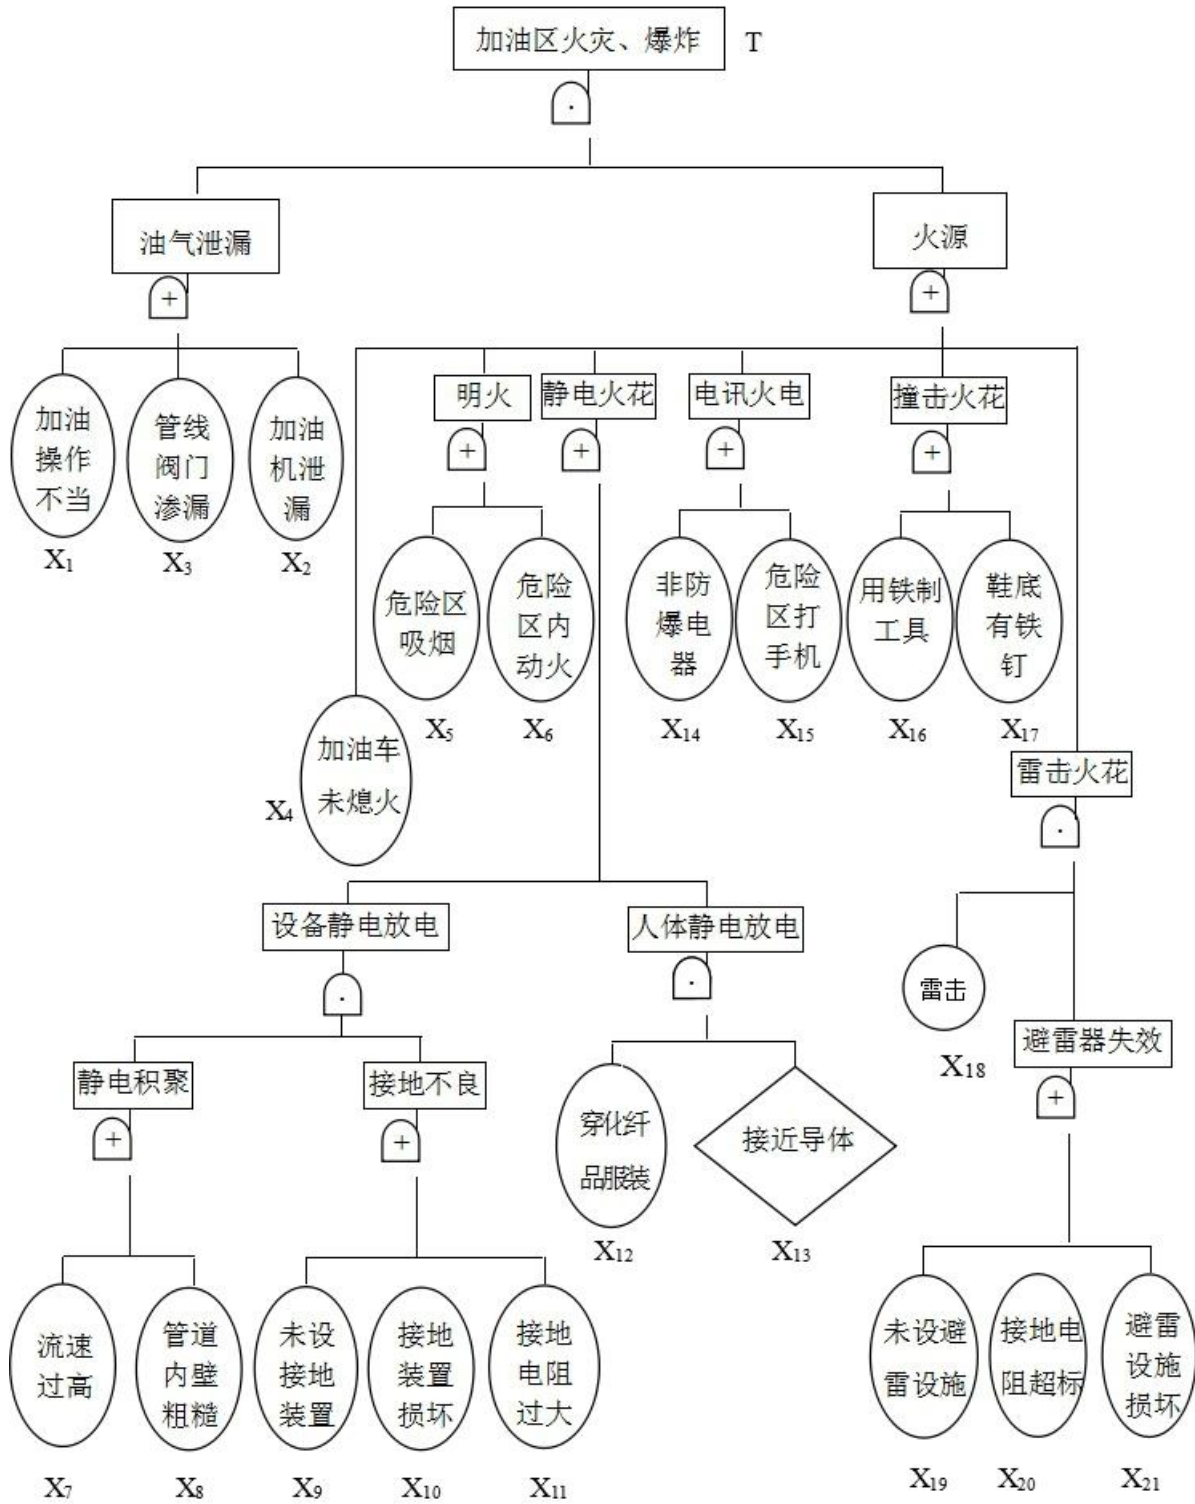 加油区火灾、爆炸
T
·
油气泄漏
火源
+
+
明火
静电火花
电讯火电
撞击火花
+
+
+
+
加油
操作
不当
管线
阀门
渗漏
加油
机泄
漏
X1
X3
X2
危险区
吸烟
危险
区内
动火
非防
爆电
器
危险
区打
手机
用铁制
工具
鞋底
有铁
钉
X5
X6
X14
X15
X16
X17
加油车
未熄火
X4
雷击火花
·
设备静电放电
人体静电放电
·
·
雷击
X18
避雷器失效
+
静电积聚
接地不良
+
+
穿化纤
品服装
接近导体
X12
X13
流速
过高
管道
内壁
粗糙
未设
接地
装置
接地
装置
损坏
接地
电阻
过大
未设避
雷设施
接地电
阻超标
避雷
设施
损坏
X7
X8
X9
X10
X11
X19
X20
X21